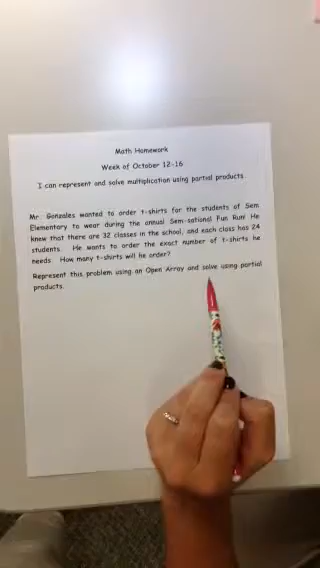 Math Homework
Week of October 12-16
I can represent and solve multiplication using partial products.
Mr. Gonzales wanted to order t-shirts for the students of Sem
Elementary to wear during the annual Sem-sational Fun Run! He
knew that there are 32 classes in the school, and each class has 24
students. He wants to order the exact number of t-shirts he
needs. How many t-shirts will he order?
Represent this problem using an Open Array and solve using partial
products.